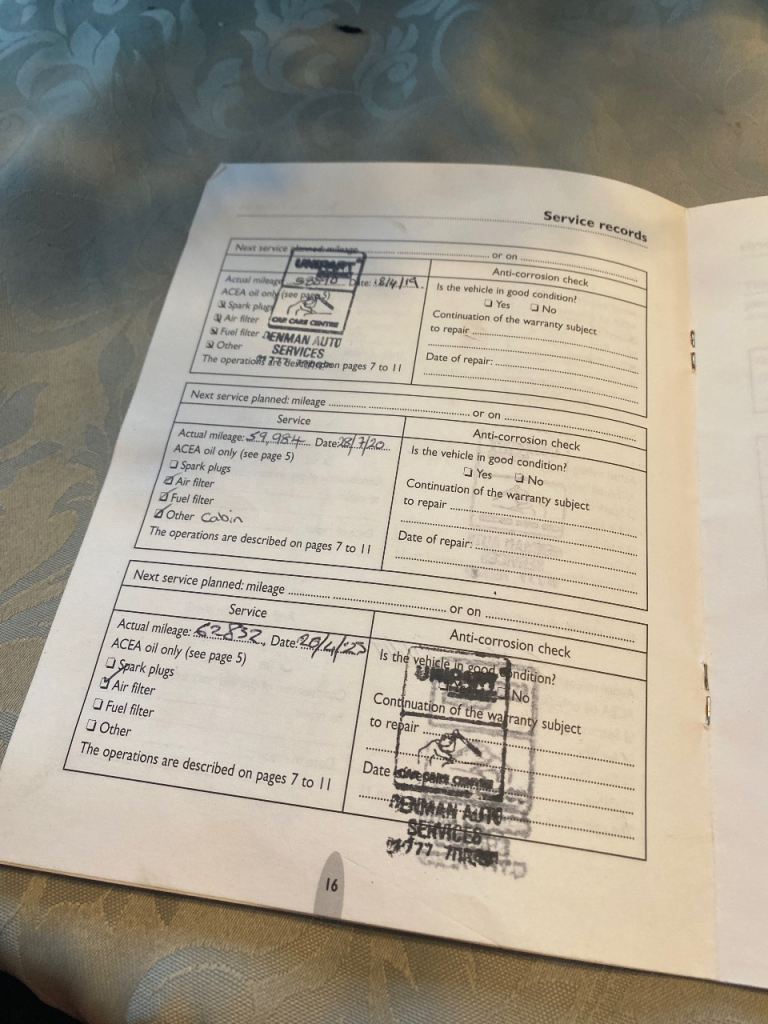 Service records
Next service planned: mileage ... or on ...
Actual mileage Date: 18/4/19.
ACEA oil only (see page 5)
Spark plugs
Air filter
Fuel filter
Other
The operations are described on pages 7 to 11
UNIPART
CAR CARE CENTRE
DENMAN AUTO
SERVICES
Anti-corrosion check
Is the vehicle in good condition?
Yes No
Continuation of the warranty subject
to repair
Date of repair:
Next service planned: mileage ... or on ...
Service
Actual mileage: 59,984 Date: 28/7/20
ACEA oil only (see page 5)
Spark plugs
Air filter
Fuel filter
Other Cabin
The operations are described on pages 7 to 11
Anti-corrosion check
Is the vehicle in good condition?
Yes No
Continuation of the warranty subject
to repair
Date of repair:
Next service planned: mileage ... or on ...
Service
Actual mileage: 62832, Date: 26/4/23
ACEA oil only (see page 5)
Spark plugs
Air filter
Fuel filter
Other
The operations are described on pages 7 to 11
Anti-corrosion check
Is the vehicle in good condition?
No
Continuation of the warranty subject
to repair
Date
UNIPART
CAR CARE CENTRE
DENMAN AUTO
SERVICES
16